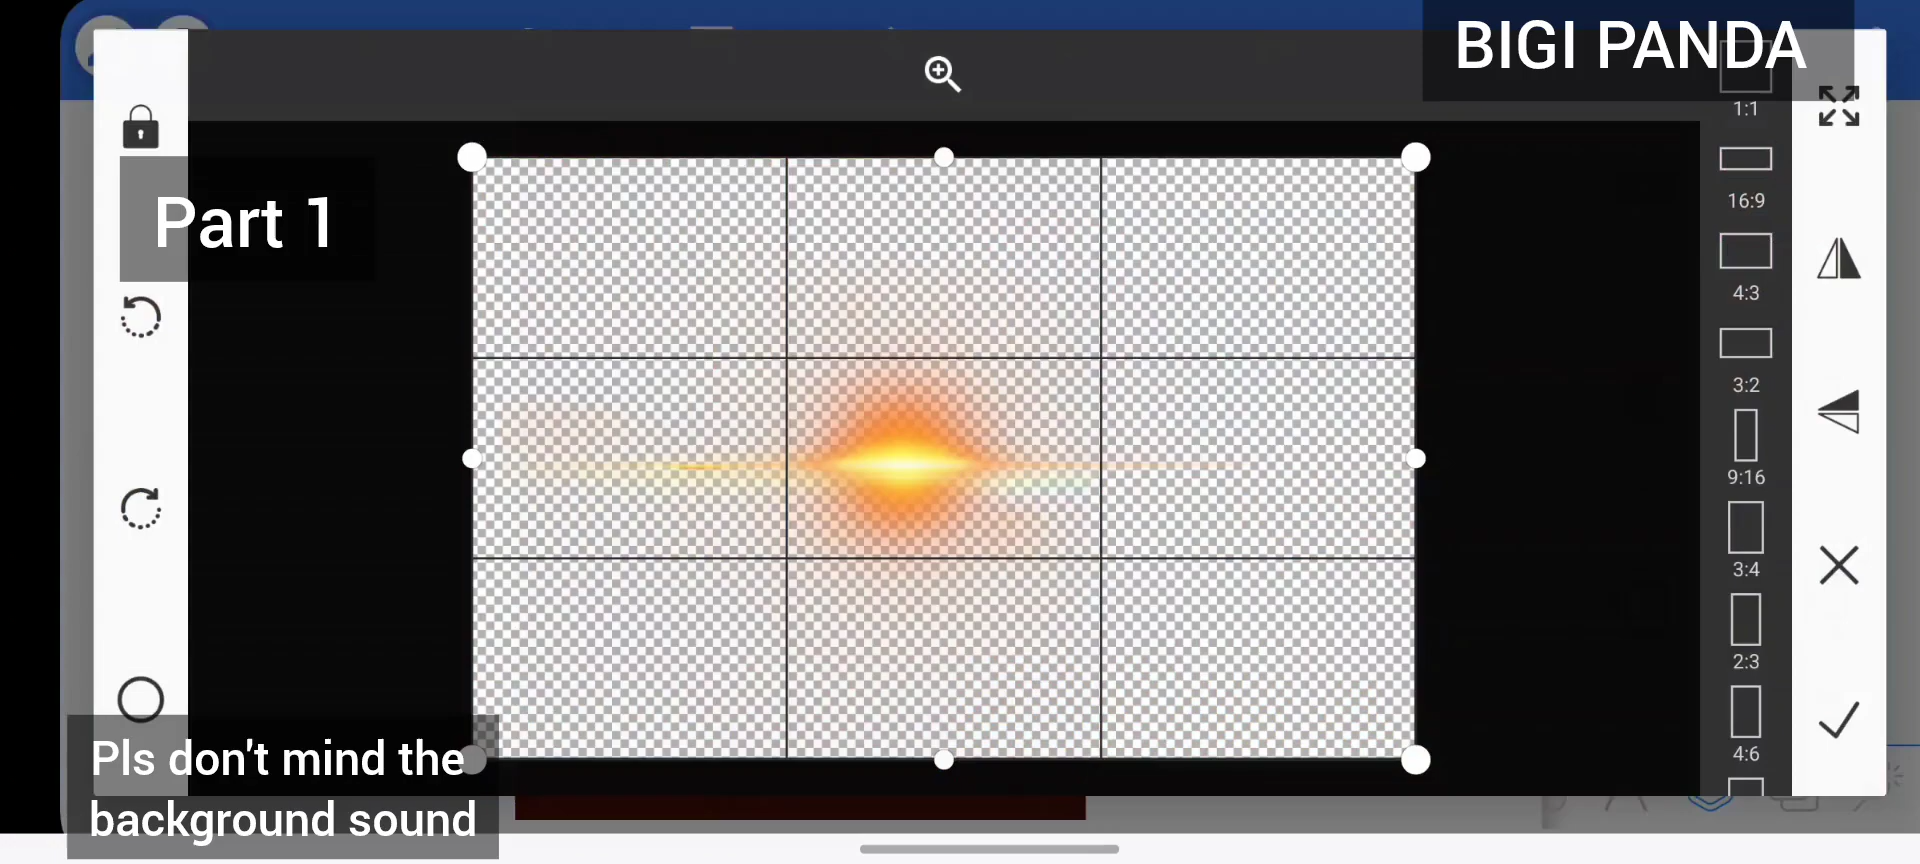 BIGI PANDA
1:1
Part 1
16:9
4:3
3:2
9:16
3:4
2:3
4:6
Pls don't mind the
background sound